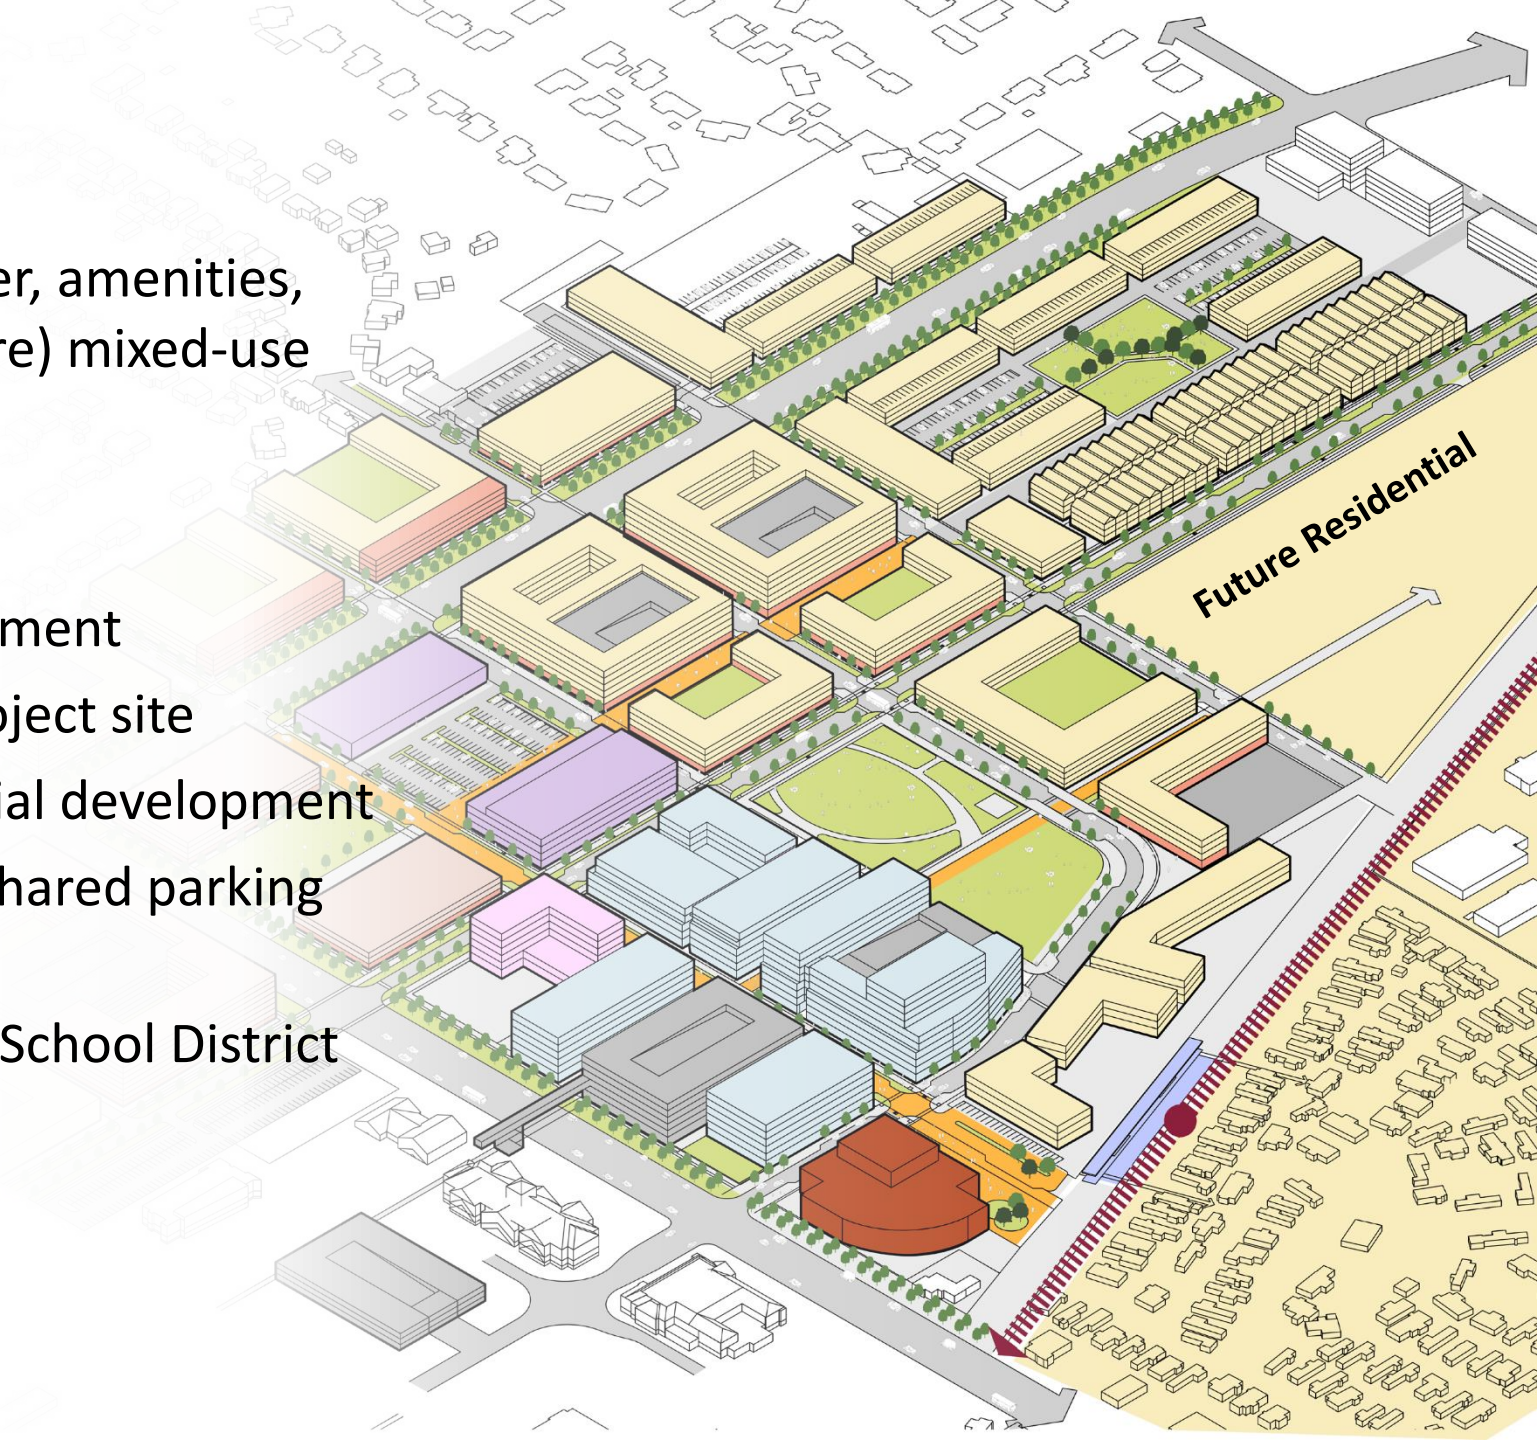 er, amenities,
re) mixed-use
ment
oject site
ial development
hared parking
School District
Future Residential